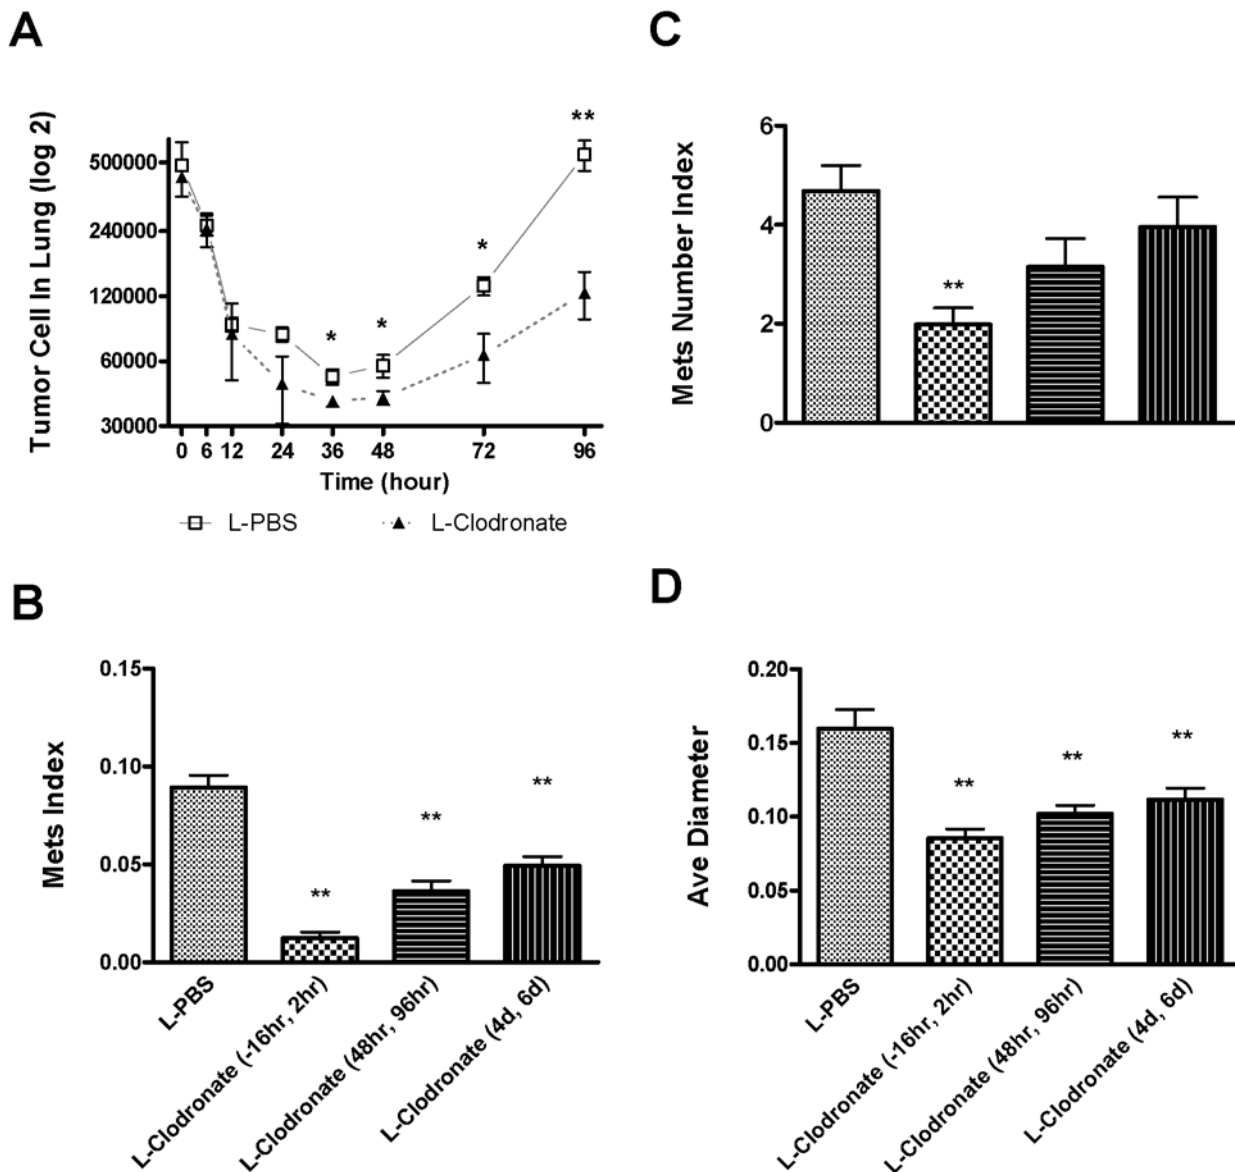 A
Tumor Cell In Lung (log 2)
500000
240000
120000
60000
30000
** 
* 
* 
* 
0 6 12 24 36 48 72 96
Time (hour)
L-PBS L-Clodronate
C
Mets Number Index
6
4
2
0
**
B
Mets Index
0.15
0.10
0.05
0.00
**
**
**
L-PBS
L-Clodronate (-16hr, 2hr)
L-Clodronate (48hr, 96hr)
L-Clodronate (4d, 6d)
D
Ave Diameter
0.20
0.15
0.10
0.05
0.00
**
**
**
L-PBS
L-Clodronate (-16hr, 2hr)
L-Clodronate (48hr, 96hr)
L-Clodronate (4d, 6d)